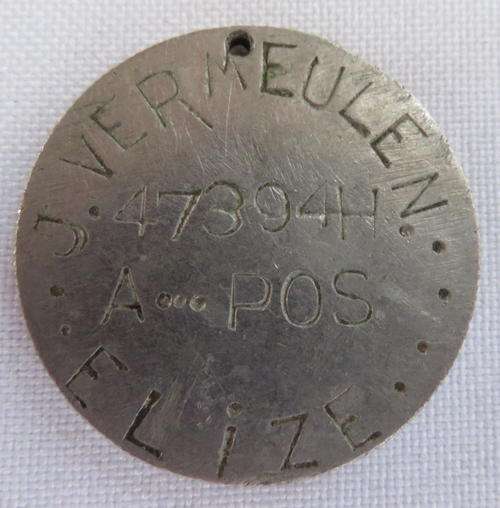 J. VERMEULEN
47394H.
A... POS
ELiZE